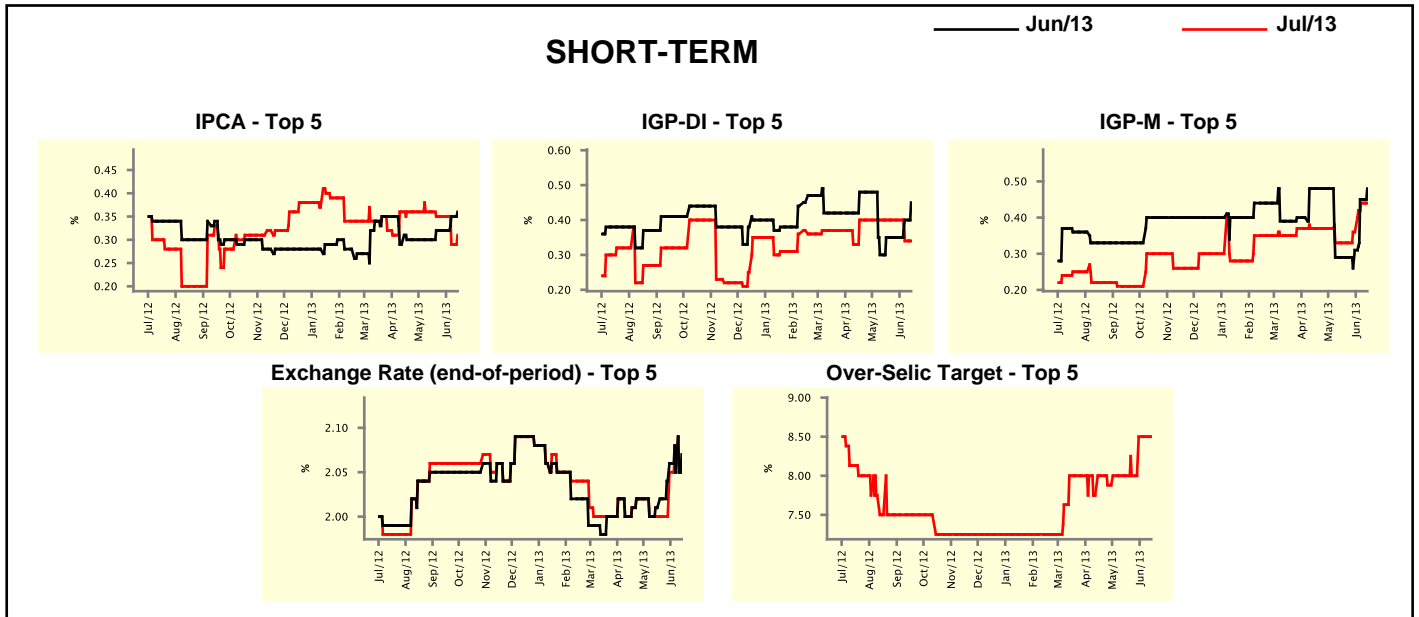 Jun/13 Jul/13
SHORT-TERM
IPCA - Top 5
%
0.45
0.40
0.35
0.30
0.25
0.20
Jul/12 Aug/12 Sep/12 Oct/12 Nov/12 Dec/12 Jan/13 Feb/13 Mar/13 Apr/13 May/13 Jun/13
IGP-DI - Top 5
%
0.60
0.50
0.40
0.30
0.20
Jul/12 Aug/12 Sep/12 Oct/12 Nov/12 Dec/12 Jan/13 Feb/13 Mar/13 Apr/13 May/13 Jun/13
IGP-M - Top 5
%
0.50
0.40
0.30
0.20
Jul/12 Aug/12 Sep/12 Oct/12 Nov/12 Dec/12 Jan/13 Feb/13 Mar/13 Apr/13 May/13 Jun/13
Exchange Rate (end-of-period) - Top 5
%
2.10
2.05
2.00
Jul/12 Aug/12 Sep/12 Oct/12 Nov/12 Dec/12 Jan/13 Feb/13 Mar/13 Apr/13 May/13 Jun/13
Over-Selic Target - Top 5
%
9.00
8.50
8.00
7.50
Jul/12 Aug/12 Sep/12 Oct/12 Nov/12 Dec/12 Jan/13 Feb/13 Mar/13 Apr/13 May/13 Jun/13